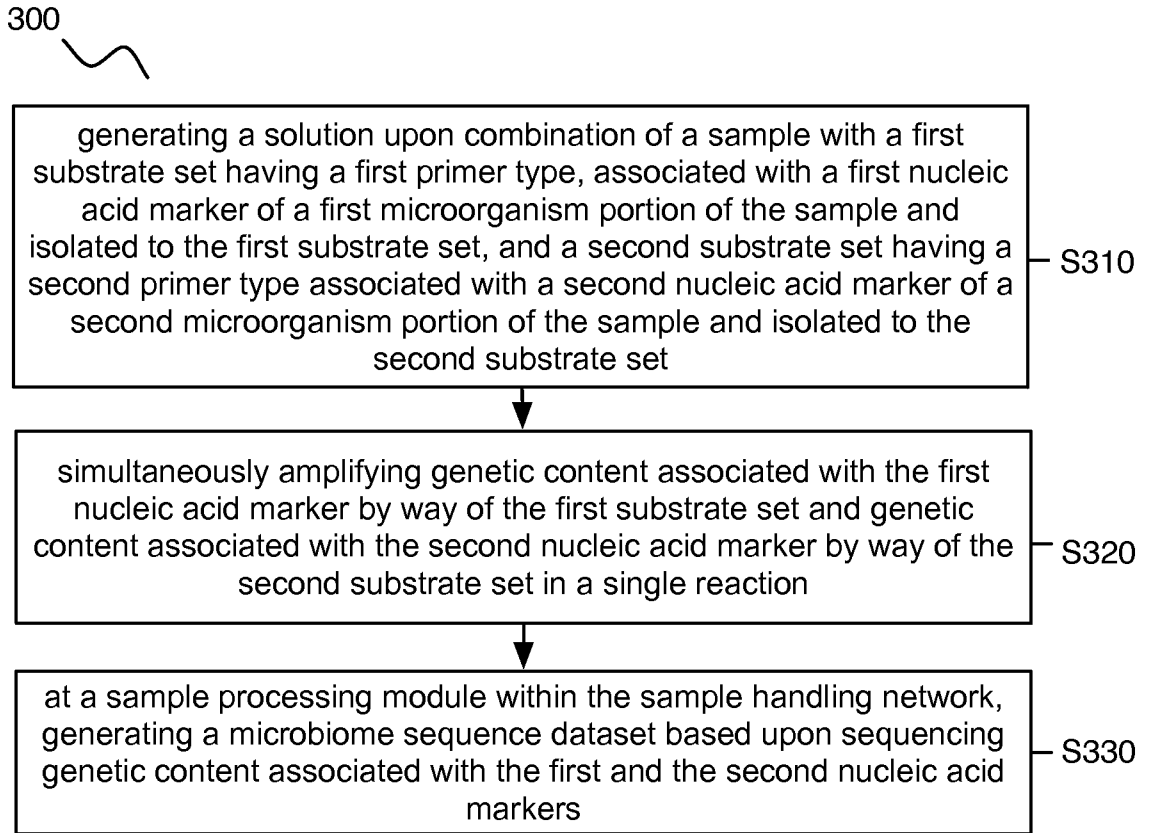 300
generating a solution upon combination of a sample with a first
substrate set having a first primer type, associated with a first nucleic
acid marker of a first microorganism portion of the sample and
isolated to the first substrate set, and a second substrate set having a
second primer type associated with a second nucleic acid marker of a
second microorganism portion of the sample and isolated to the
second substrate set
S310
simultaneously amplifying genetic content associated with the first
nucleic acid marker by way of the first substrate set and genetic
content associated with the second nucleic acid marker by way of the
second substrate set in a single reaction
S320
at a sample processing module within the sample handling network,
generating a microbiome sequence dataset based upon sequencing
genetic content associated with the first and the second nucleic acid
markers
S330